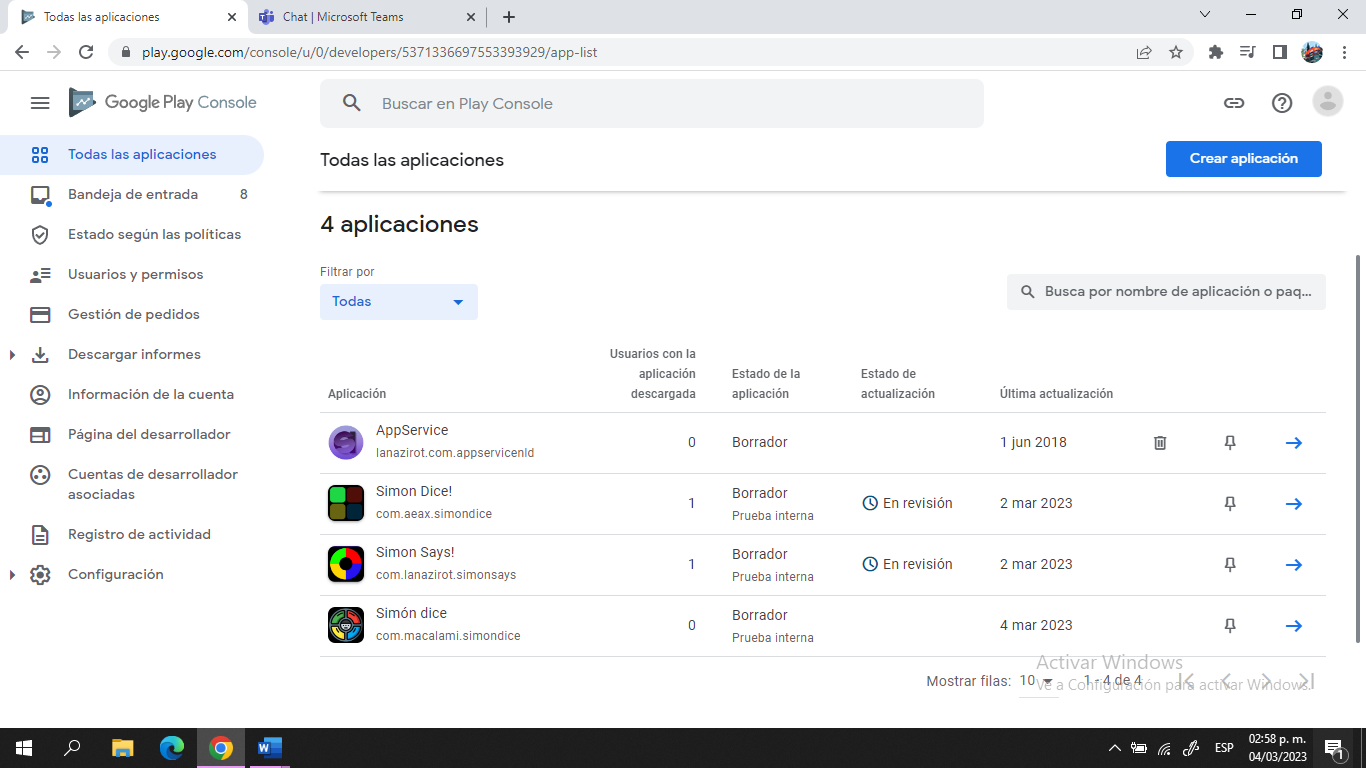 Todas las aplicaciones
Chat | Microsoft Teams
play.google.com/console/u/0/developers/5371336697553393929/app-list
Google Play Console
Buscar en Play Console
Todas las aplicaciones
Bandeja de entrada 8
Estado según las políticas
Usuarios y permisos
Gestión de pedidos
Descargar informes
Información de la cuenta
Página del desarrollador
Cuentas de desarrollador
asociadas
Registro de actividad
Configuración
Todas las aplicaciones
Crear aplicación
4 aplicaciones
Filtrar por
Todas
Busca por nombre de aplicación o paq...
Aplicación
Usuarios con la
aplicación
descargada
Estado de la
aplicación
Estado de
actualización
Última actualización
AppService
lanazirot.com.appservicenld
0
Borrador
1 jun 2018
Simon Dice!
com.aeax.simondice
1
Borrador
Prueba interna
En revisión
2 mar 2023
Simon Says!
com.lanazirot.simonsays
1
Borrador
Prueba interna
En revisión
2 mar 2023
Simón dice
com.macalami.simondice
0
Borrador
Prueba interna
4 mar 2023
Mostrar filas: 10
1 - 4 de 4
Activar Windows
Ve a Configuración para activar Windows.
ESP
02:58 p. m.
04/03/2023
1